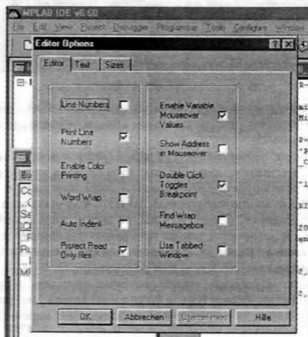 MPLAB IDE v6.60
File Edit View Project Debugger Programmer Tools Configure Window
Editor Options
Editor Text Sizes
Line Numbers
Print Line Numbers
Enable Color Printing
Word Wrap
Auto Indent
Protect Read Only files
Enable Variable Mouseover Values
Show Address in Mouseover
Double Click Toggles Breakpoint
Find Wrap Messagebox
Use Tabbed Window
OK Abbrechen Übernehmen Hilfe